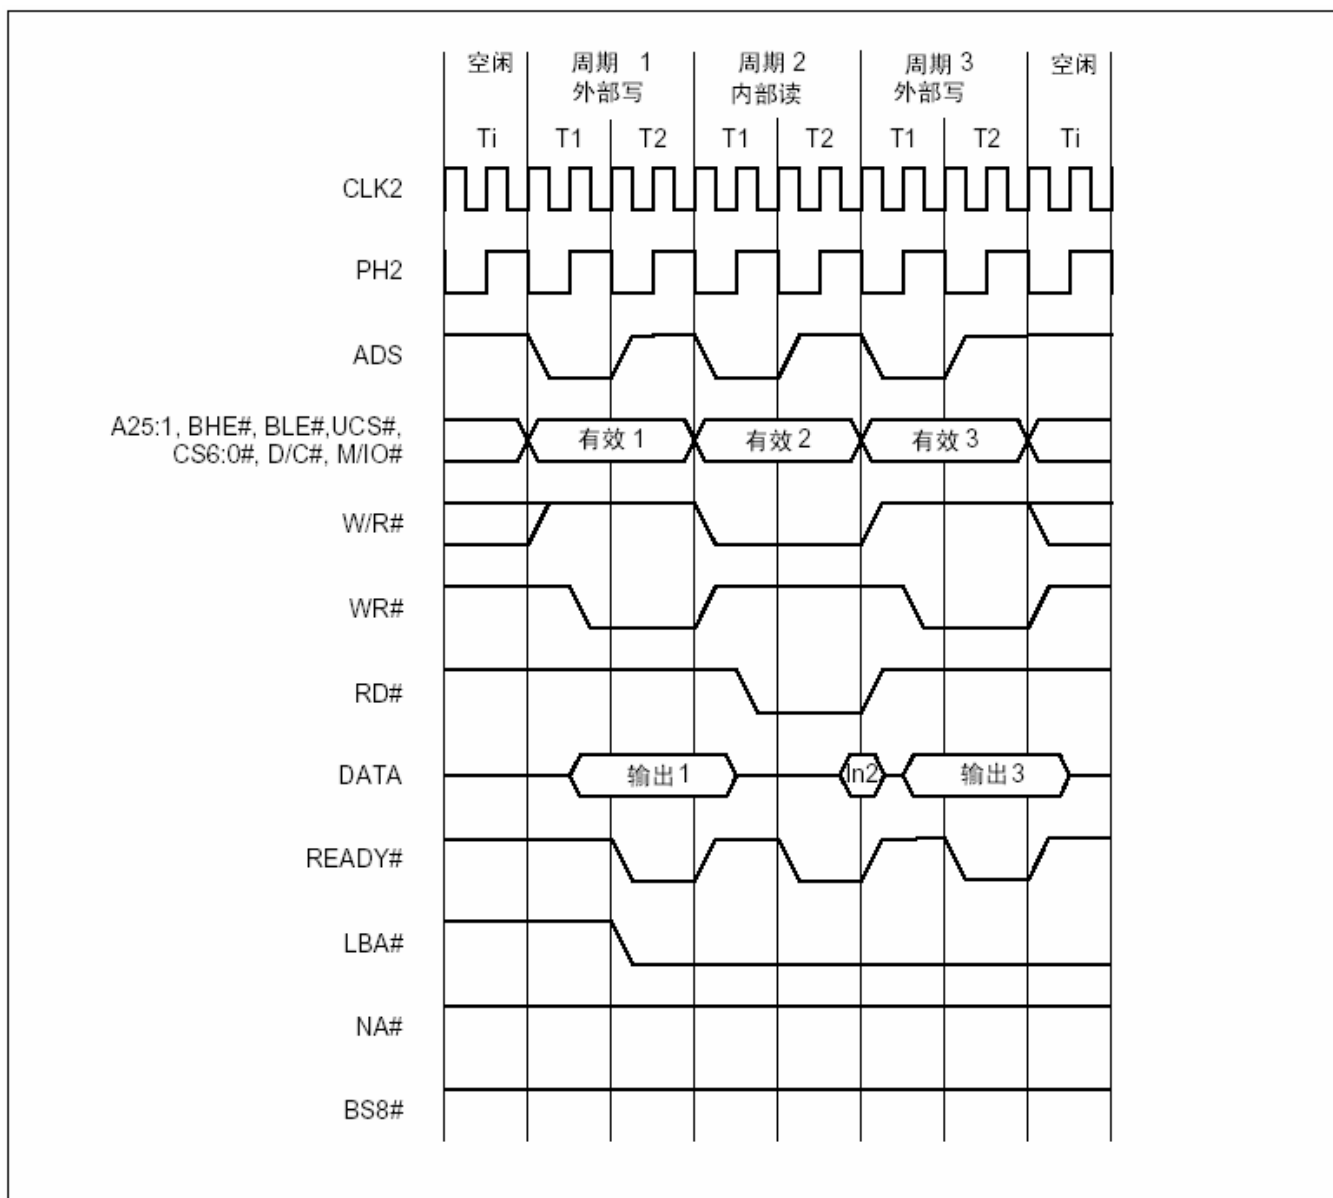 空闲 周期 1 周期 2 周期 3 空闲
外部写 内部读 外部写
Ti T1 T2 T1 T2 T1 T2 Ti
CLK2
PH2
ADS
A25:1, BHE#, BLE#,UCS#,
CS6:0#, D/C#, M/IO#
有效 1 有效 2 有效 3
W/R#
WR#
RD#
DATA 输出 1 In2 输出 3
READY#
LBA#
NA#
BS8#